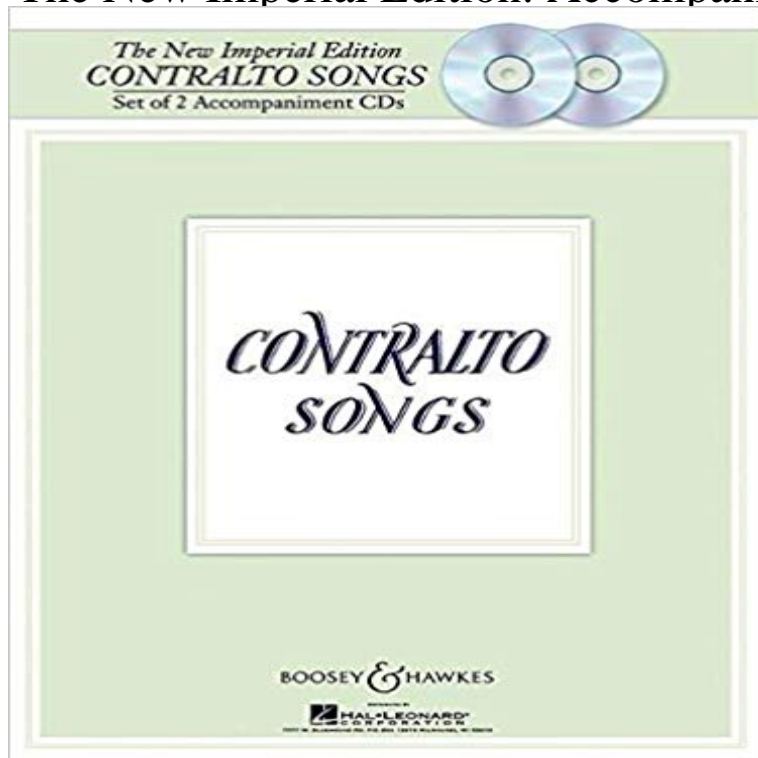 The New Imperial Edition
CONTRALTO SONGS
Set of 2 Accompaniment CDs
CONTRALTO
SONGS
BOOSEY & HAWKES
HAL•LEONARD®
CORPORATION